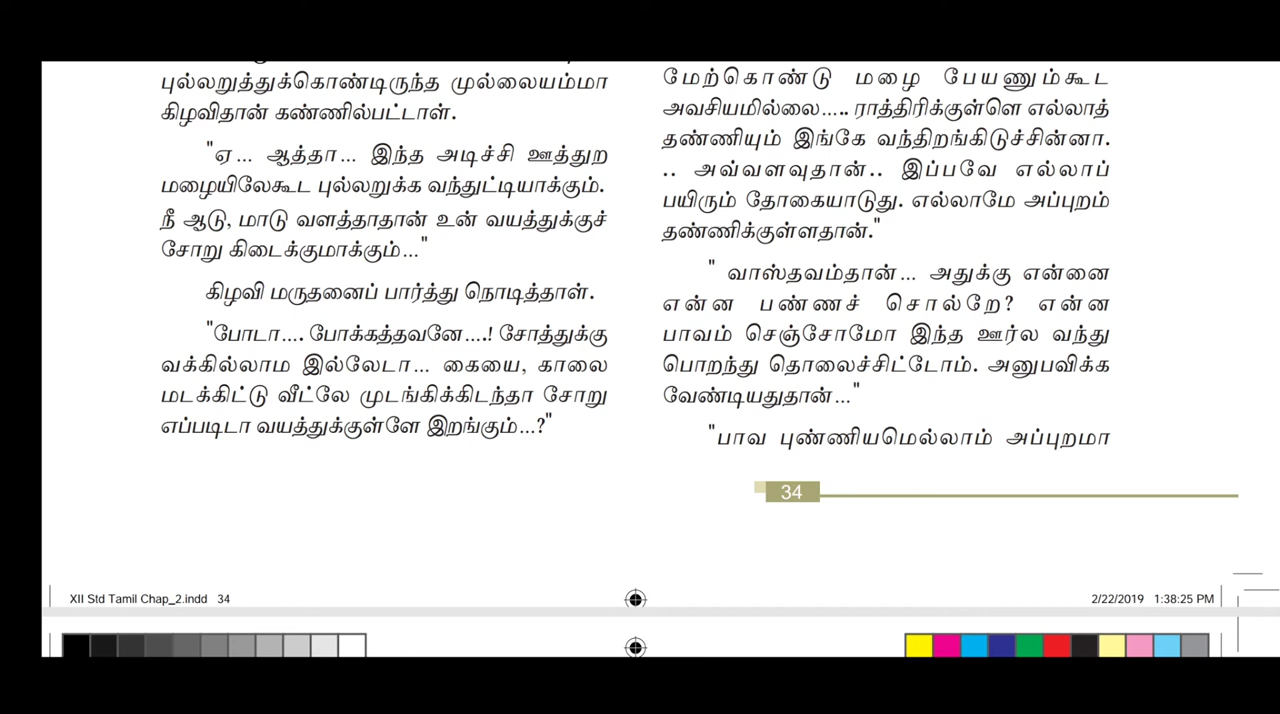 புல்லறுத்துக்கொண்டிருந்த முல்லையம்மா
கிழவிதான் கண்ணில்பட்டாள்.
"ஏ... ஆத்தா... இந்த அடிச்சி ஊத்துற
மழையிலேகூட புல்லறுக்க வந்துட்டியாக்கும்.
நீ ஆடு, மாடு வளத்தாதான் உன் வயத்துக்குச்
சோறு கிடைக்குமாக்கும்..."
கிழவி மருதனைப் பார்த்து நொடித்தாள்.
"போடா.... போக்கத்தவனே....! சோத்துக்கு
வக்கில்லாம இல்லேடா... கையை, காலை
மடக்கிட்டு வீட்லே முடங்கிக்கிடந்தா சோறு
எப்படிடா வயத்துக்குள்ளே இறங்கும்...?"
மேற்கொண்டு மழை பேயணும்கூட
அவசியமில்லை..... ராத்திரிக்குள்ளெ எல்லாத்
தண்ணியும் இங்கே வந்திறங்கிடுச்சின்னா.
.. அவ்வளவுதான்.. இப்பவே எல்லாப்
பயிரும் தோகையாடுது. எல்லாமே அப்புறம்
தண்ணிக்குள்ளதான்."
" வாஸ்தவம்தான்... அதுக்கு என்னை
என்ன பண்ணச் சொல்றே? என்ன
பாவம் செஞ்சோமோ இந்த ஊர்ல வந்து
பொறந்து தொலைச்சிட்டோம். அனுபவிக்க
வேண்டியதுதான்..."
"பாவ புண்ணியமெல்லாம் அப்புறமா
34
XII Std Tamil Chap_2.indd 34
2/22/2019 1:38:25 PM